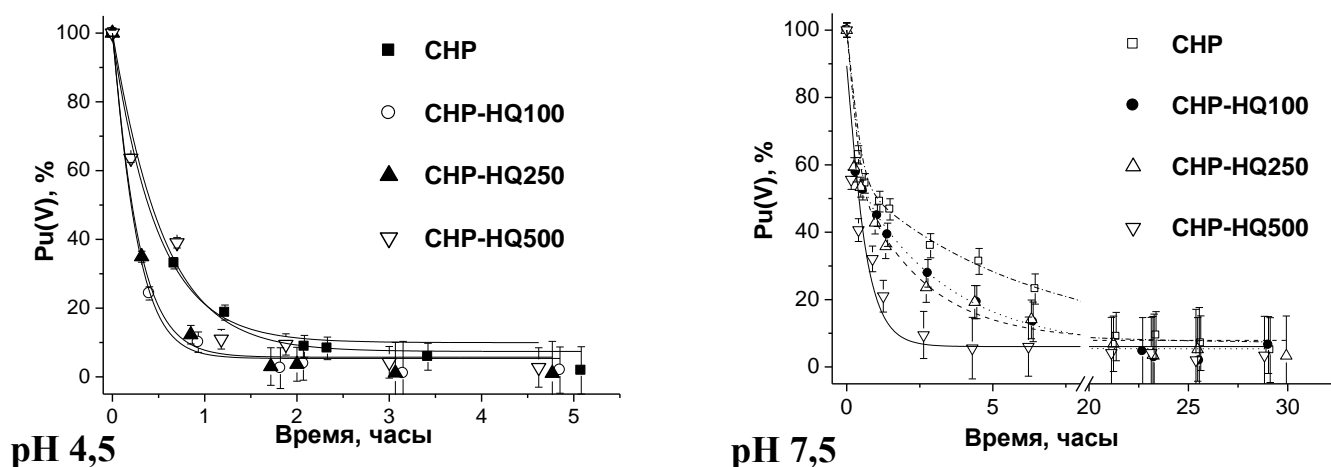 Pu(V), %
100
80
60
40
20
0
CHP
CHP-HQ100
CHP-HQ250
CHP-HQ500
0 1 2 3 4 5
Время, часы
pH 4,5
Pu(V), %
100
80
60
40
20
0
CHP
CHP-HQ100
CHP-HQ250
CHP-HQ500
0 5 20 25 30
Время, часы
pH 7,5